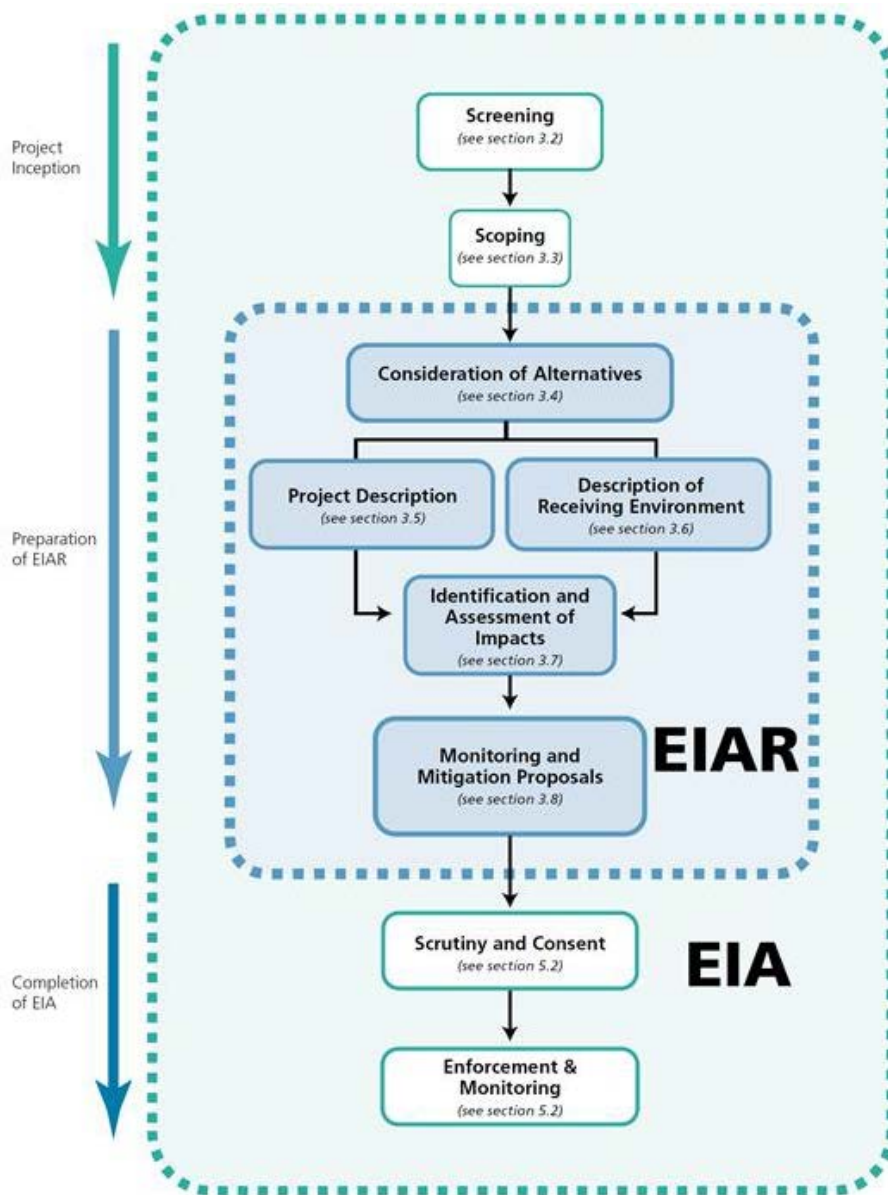 Project
Inception
Screening
(see section 3.2)
Scoping
(see section 3.3)
Preparation
of EIAR
Consideration of Alternatives
(see section 3.4)
Project Description
(see section 3.5)
Description of
Receiving Environment
(see section 3.6)
Identification and
Assessment of
Impacts
(see section 3.7)
Monitoring and
Mitigation Proposals
(see section 3.8)
EIAR
Completion
of EIA
Scrutiny and Consent
(see section 5.2)
EIA
Enforcement &
Monitoring
(see section 5.2)